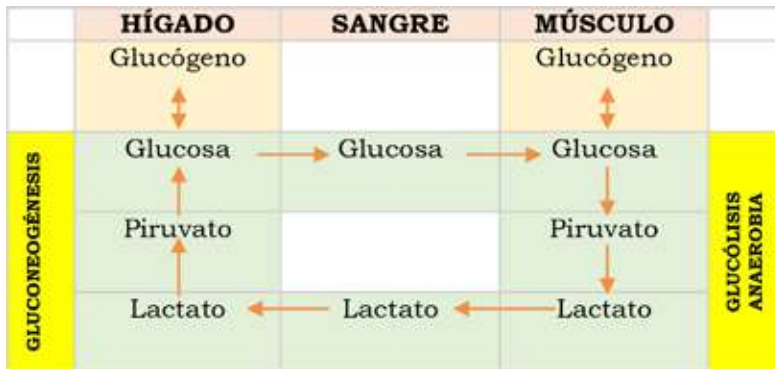 HÍGADO SANGRE MÚSCULO
Glucógeno Glucógeno
Glucosa Glucosa Glucosa
Piruvato Piruvato
Lactato Lactato Lactato
GLUCONEOGÉNESIS
GLUCÓLISIS
ANAEROBIA